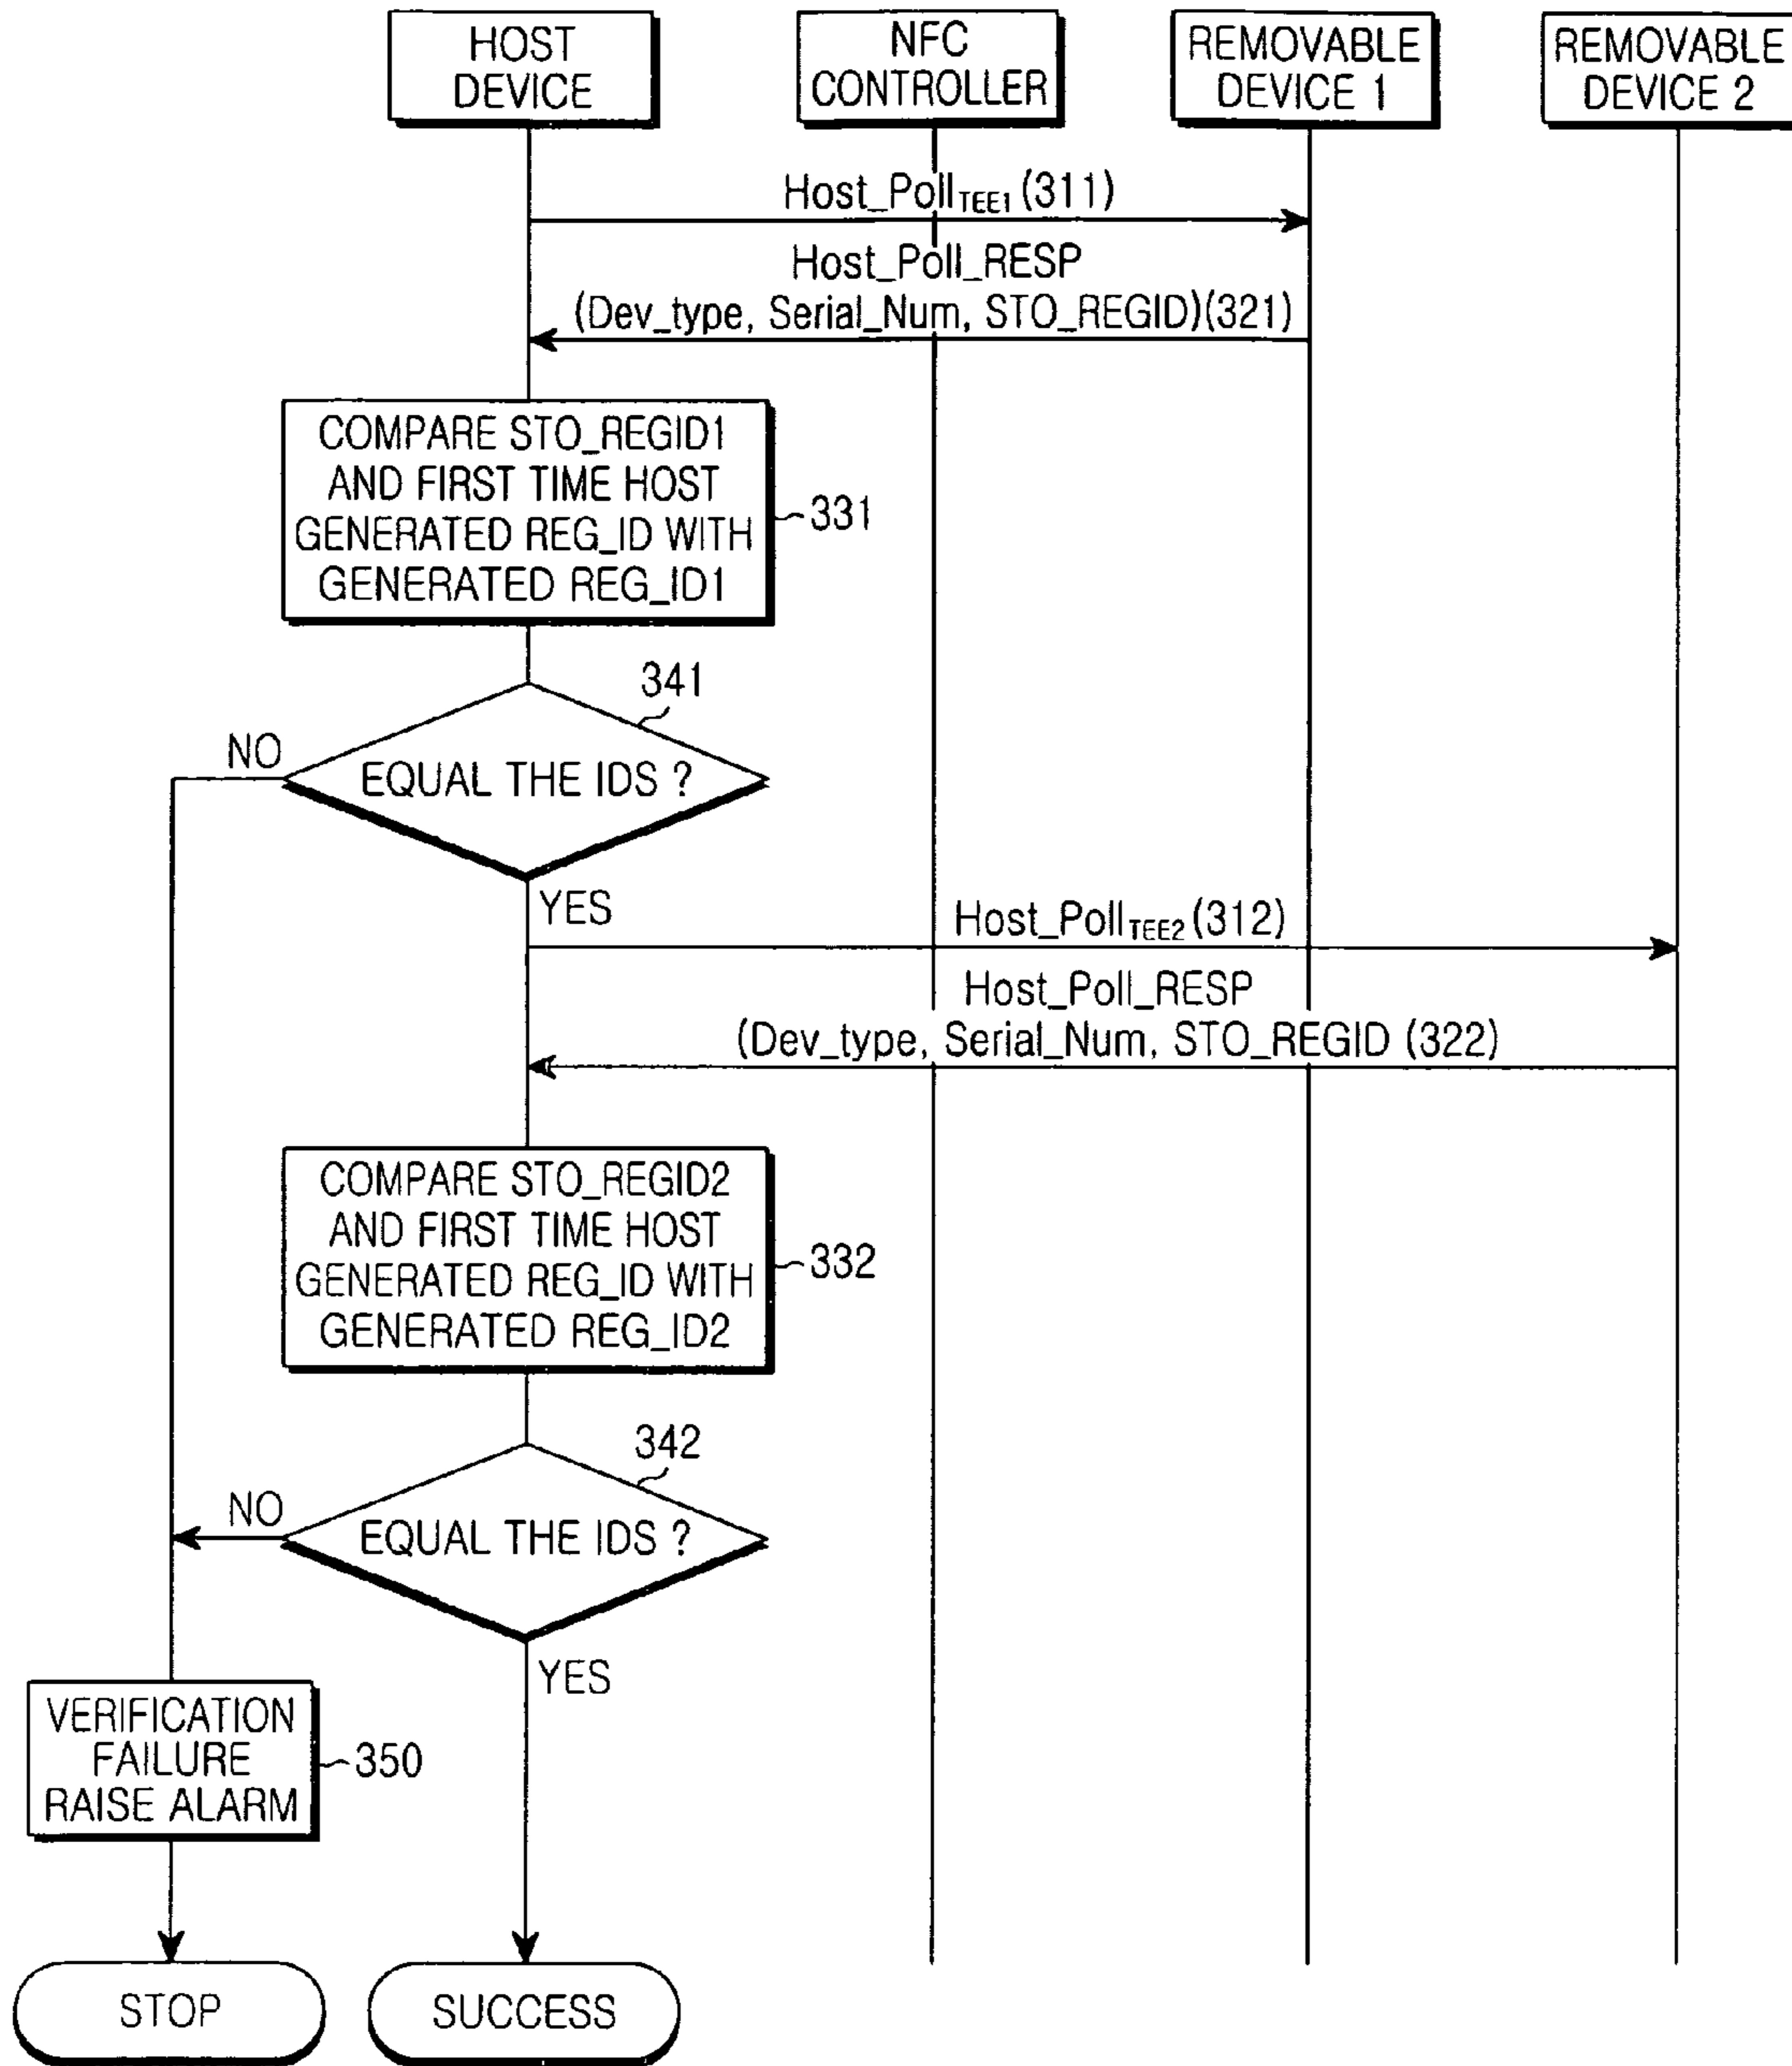 HOST
DEVICE
NFC
CONTROLLER
REMOVABLE
DEVICE 1
REMOVABLE
DEVICE 2
Host_PollTEE1 (311)
Host_Poll_RESP
(Dev_type, Serial_Num, STO_REGID)(321)
COMPARE STO_REGID1
AND FIRST TIME HOST
GENERATED REG_ID WITH
GENERATED REG_ID1
331
341
NO
EQUAL THE IDS ?
YES
Host_PollTEE2 (312)
Host_Poll_RESP
(Dev_type, Serial_Num, STO_REGID (322)
COMPARE STO_REGID2
AND FIRST TIME HOST
GENERATED REG_ID WITH
GENERATED REG_ID2
332
342
NO
EQUAL THE IDS ?
YES
VERIFICATION
FAILURE
RAISE ALARM
350
STOP
SUCCESS